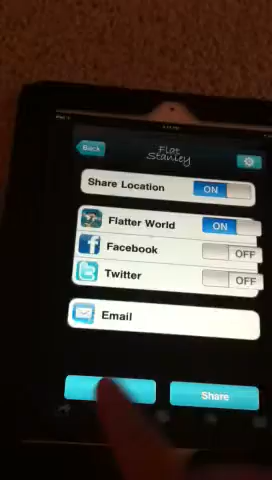 Back
Flat
Stanley
Share Location ON
Flatter World ON
Facebook OFF
Twitter OFF
Email
Share